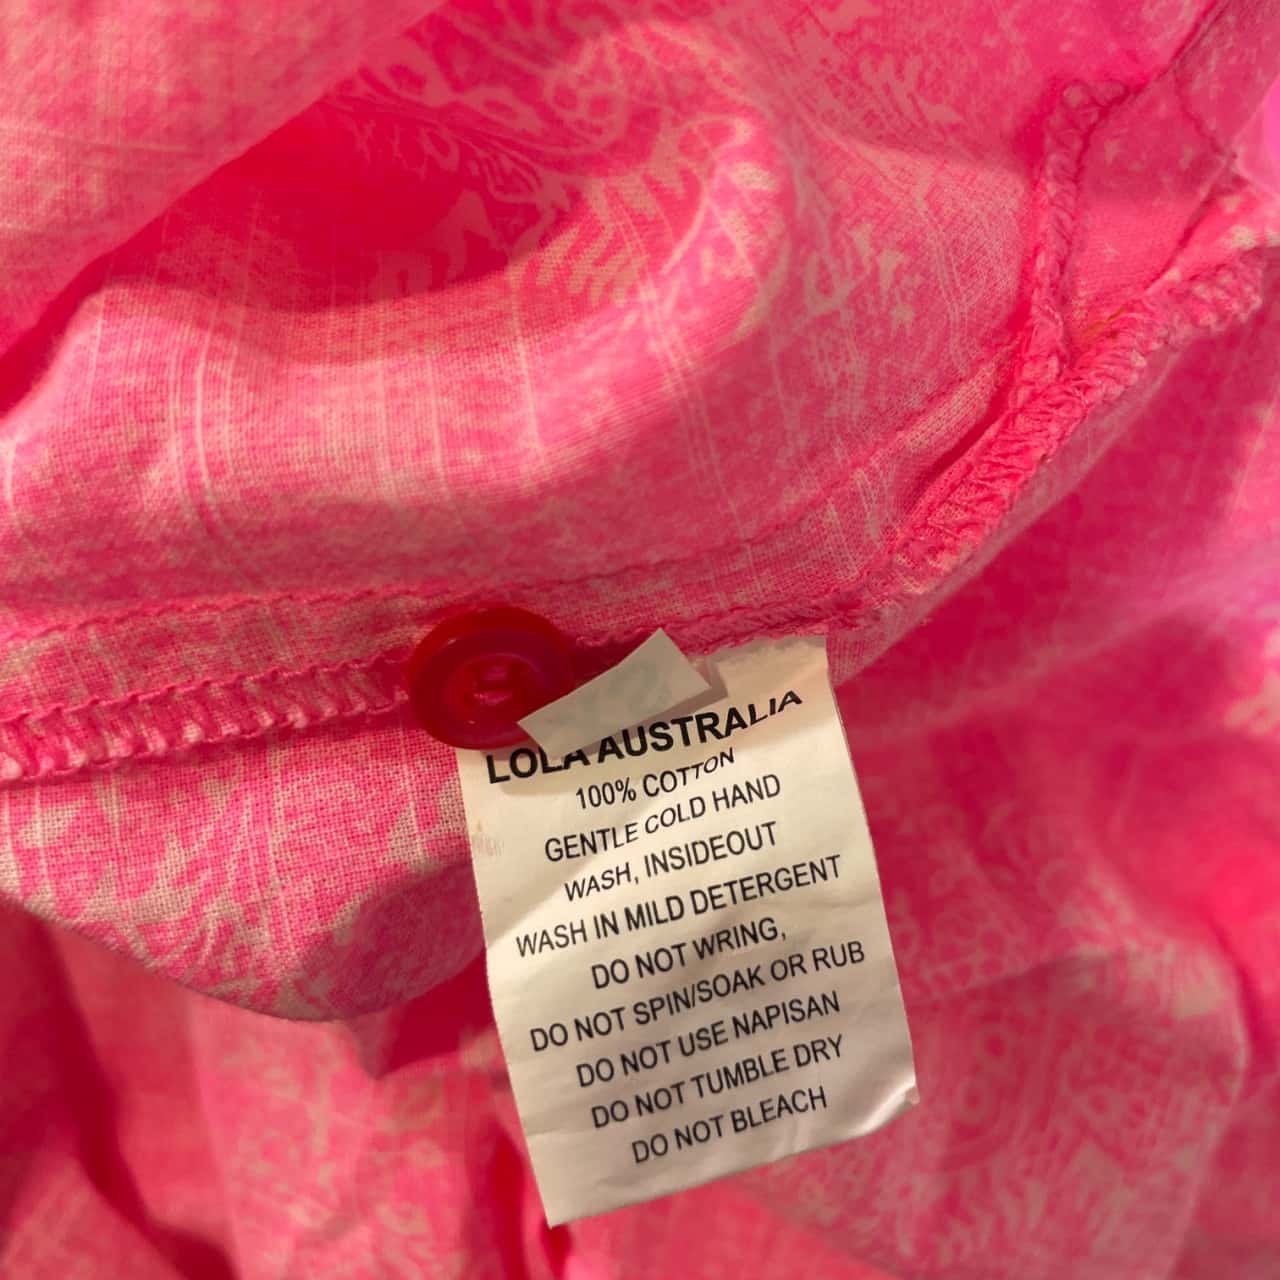 LOLA AUSTRALIA
100% COTTON
GENTLE COLD HAND
WASH, INSIDEOUT
WASH IN MILD DETERGENT
DO NOT WRING,
DO NOT SPIN/SOAK OR RUB
DO NOT USE NAPISAN
DO NOT TUMBLE DRY
DO NOT BLEACH